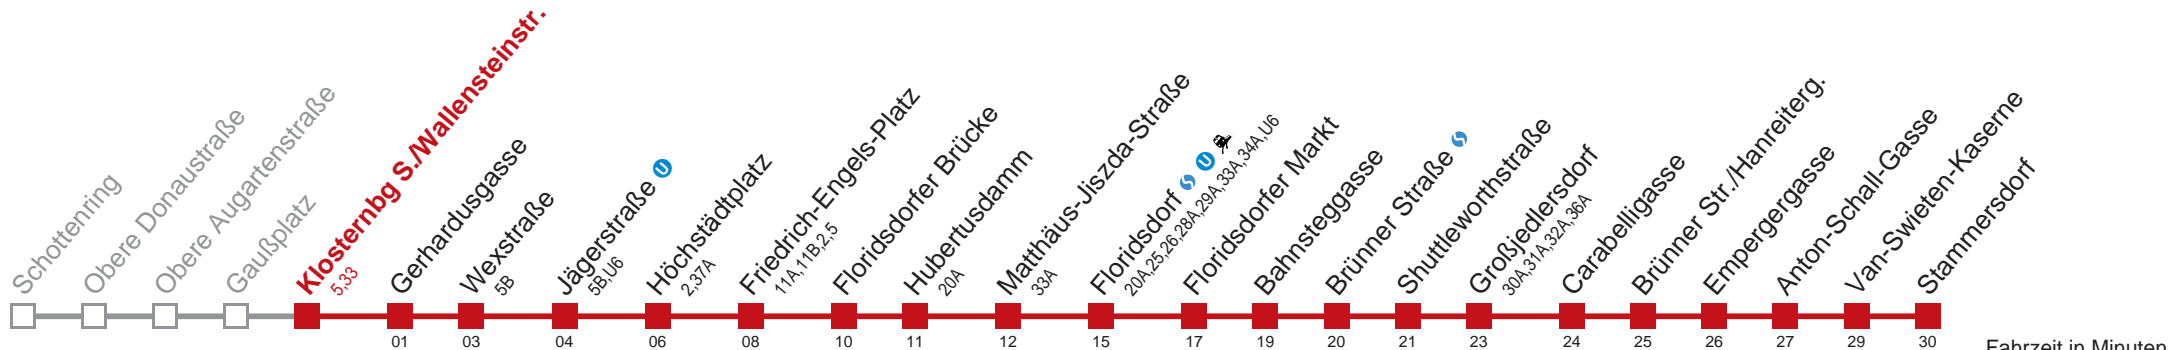 Schottenring
Obere Donaustraße
Obere Augartenstraße
Gaußplatz
Klosternbg S./Wallensteinstr.
5,33
Gerhardusgasse
Wexstraße
5B
Jägerstraße U
5B,U6
Höchstädtplatz
2,37A
Friedrich-Engels-Platz
11A,11B,2,5
Floridsdorfer Brücke
Hubertusdamm
20A
Matthäus-Jiszda-Straße
33A
Floridsdorf S U
20A,25,26,28A,29A,33A,34A,U6
Floridsdorfer Markt
Bahnsteggasse
Brünner Straße S
Shuttleworthstraße
Großjedlersdorf
30A,31A,32A,36A
Carabelligasse
Brünner Str./Hanreiterg.
Empergergasse
Anton-Schall-Gasse
Van-Swieten-Kaserne
Stammersdorf
01 03 04 06 08 10 11 12 15 17 19 20 21 23 24 25 26 27 29 30
Fahrzeit in Minuten